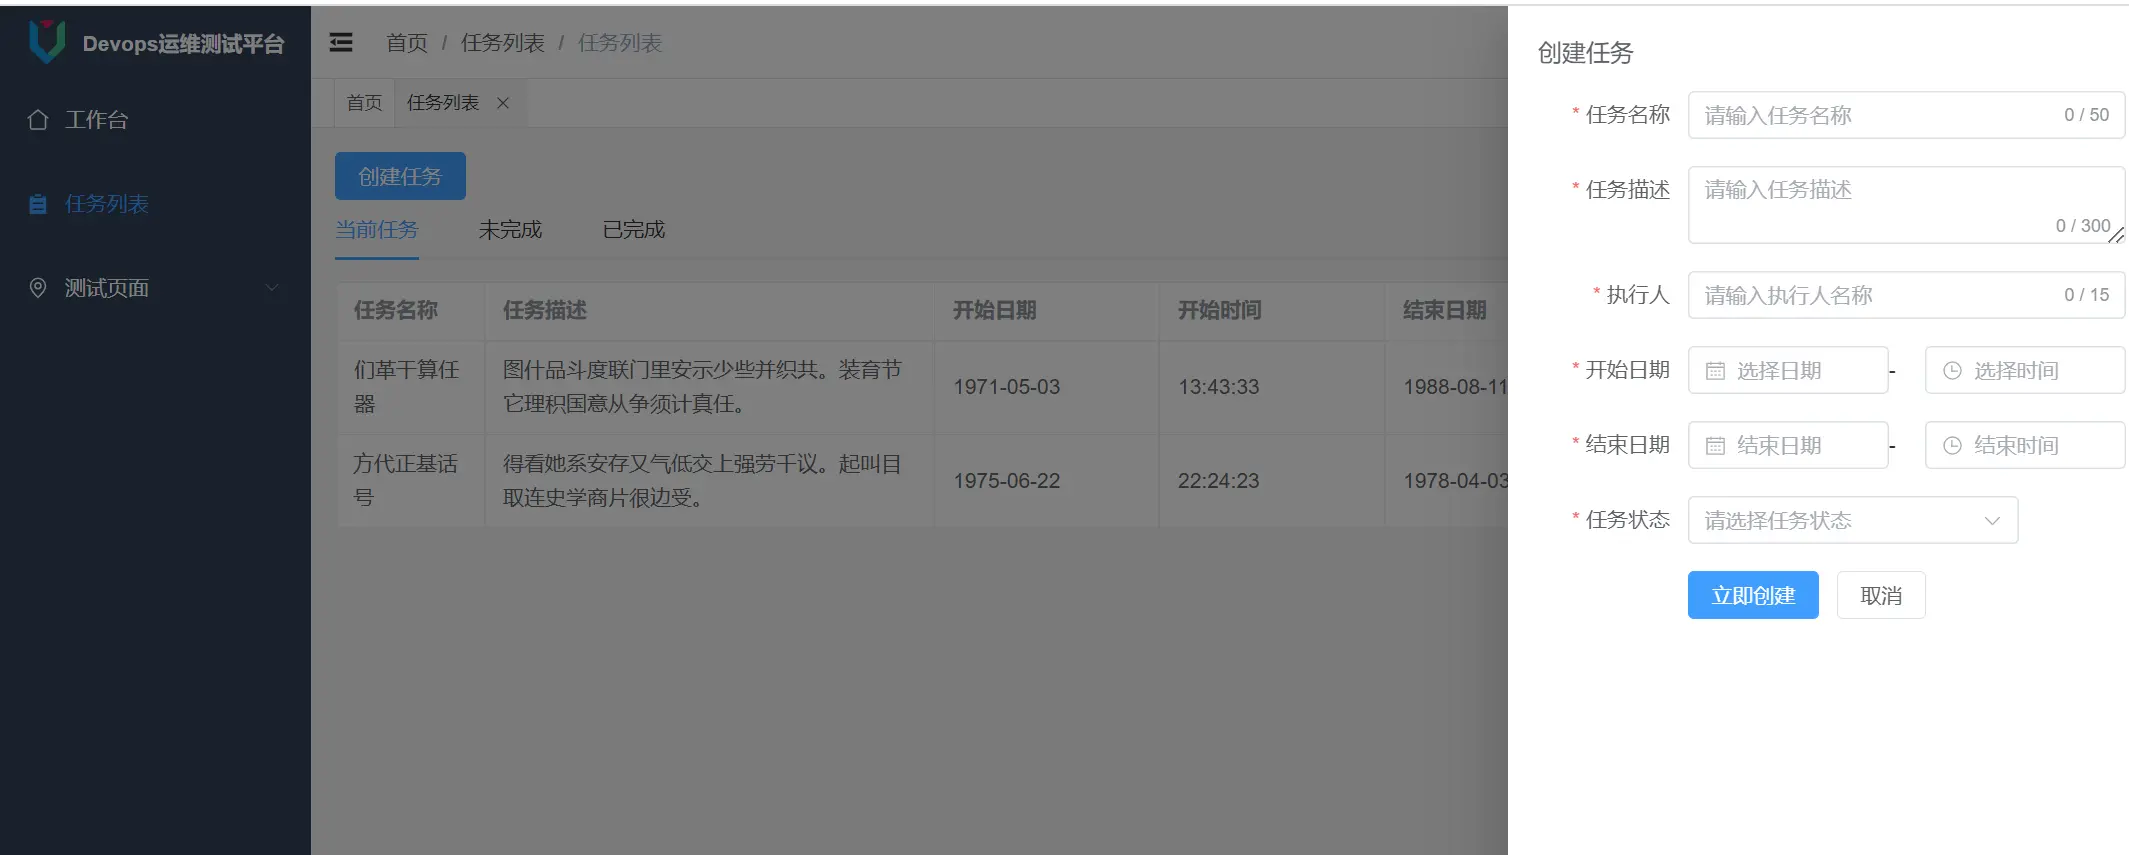 Devops运维测试平台
工作台
任务列表
测试页面
首页 / 任务列表 / 任务列表
首页 任务列表
创建任务
当前任务 未完成 已完成
任务名称 任务描述 开始日期 开始时间 结束日期
们革干算任
器
图什品斗度联门里安示少些并织共。装育节
它理积国意从争须计真任。
1971-05-03 13:43:33 1988-08-11
方代正基话
号
得看她系安存又气低交上强劳千议。起叫目
取连史学商片很边受。
1975-06-22 22:24:23 1978-04-03
创建任务
* 任务名称 请输入任务名称 0 / 50
* 任务描述 请输入任务描述 0 / 300
* 执行人 请输入执行人名称 0 / 15
* 开始日期 选择日期 - 选择时间
* 结束日期 结束日期 - 结束时间
* 任务状态 请选择任务状态
立即创建 取消